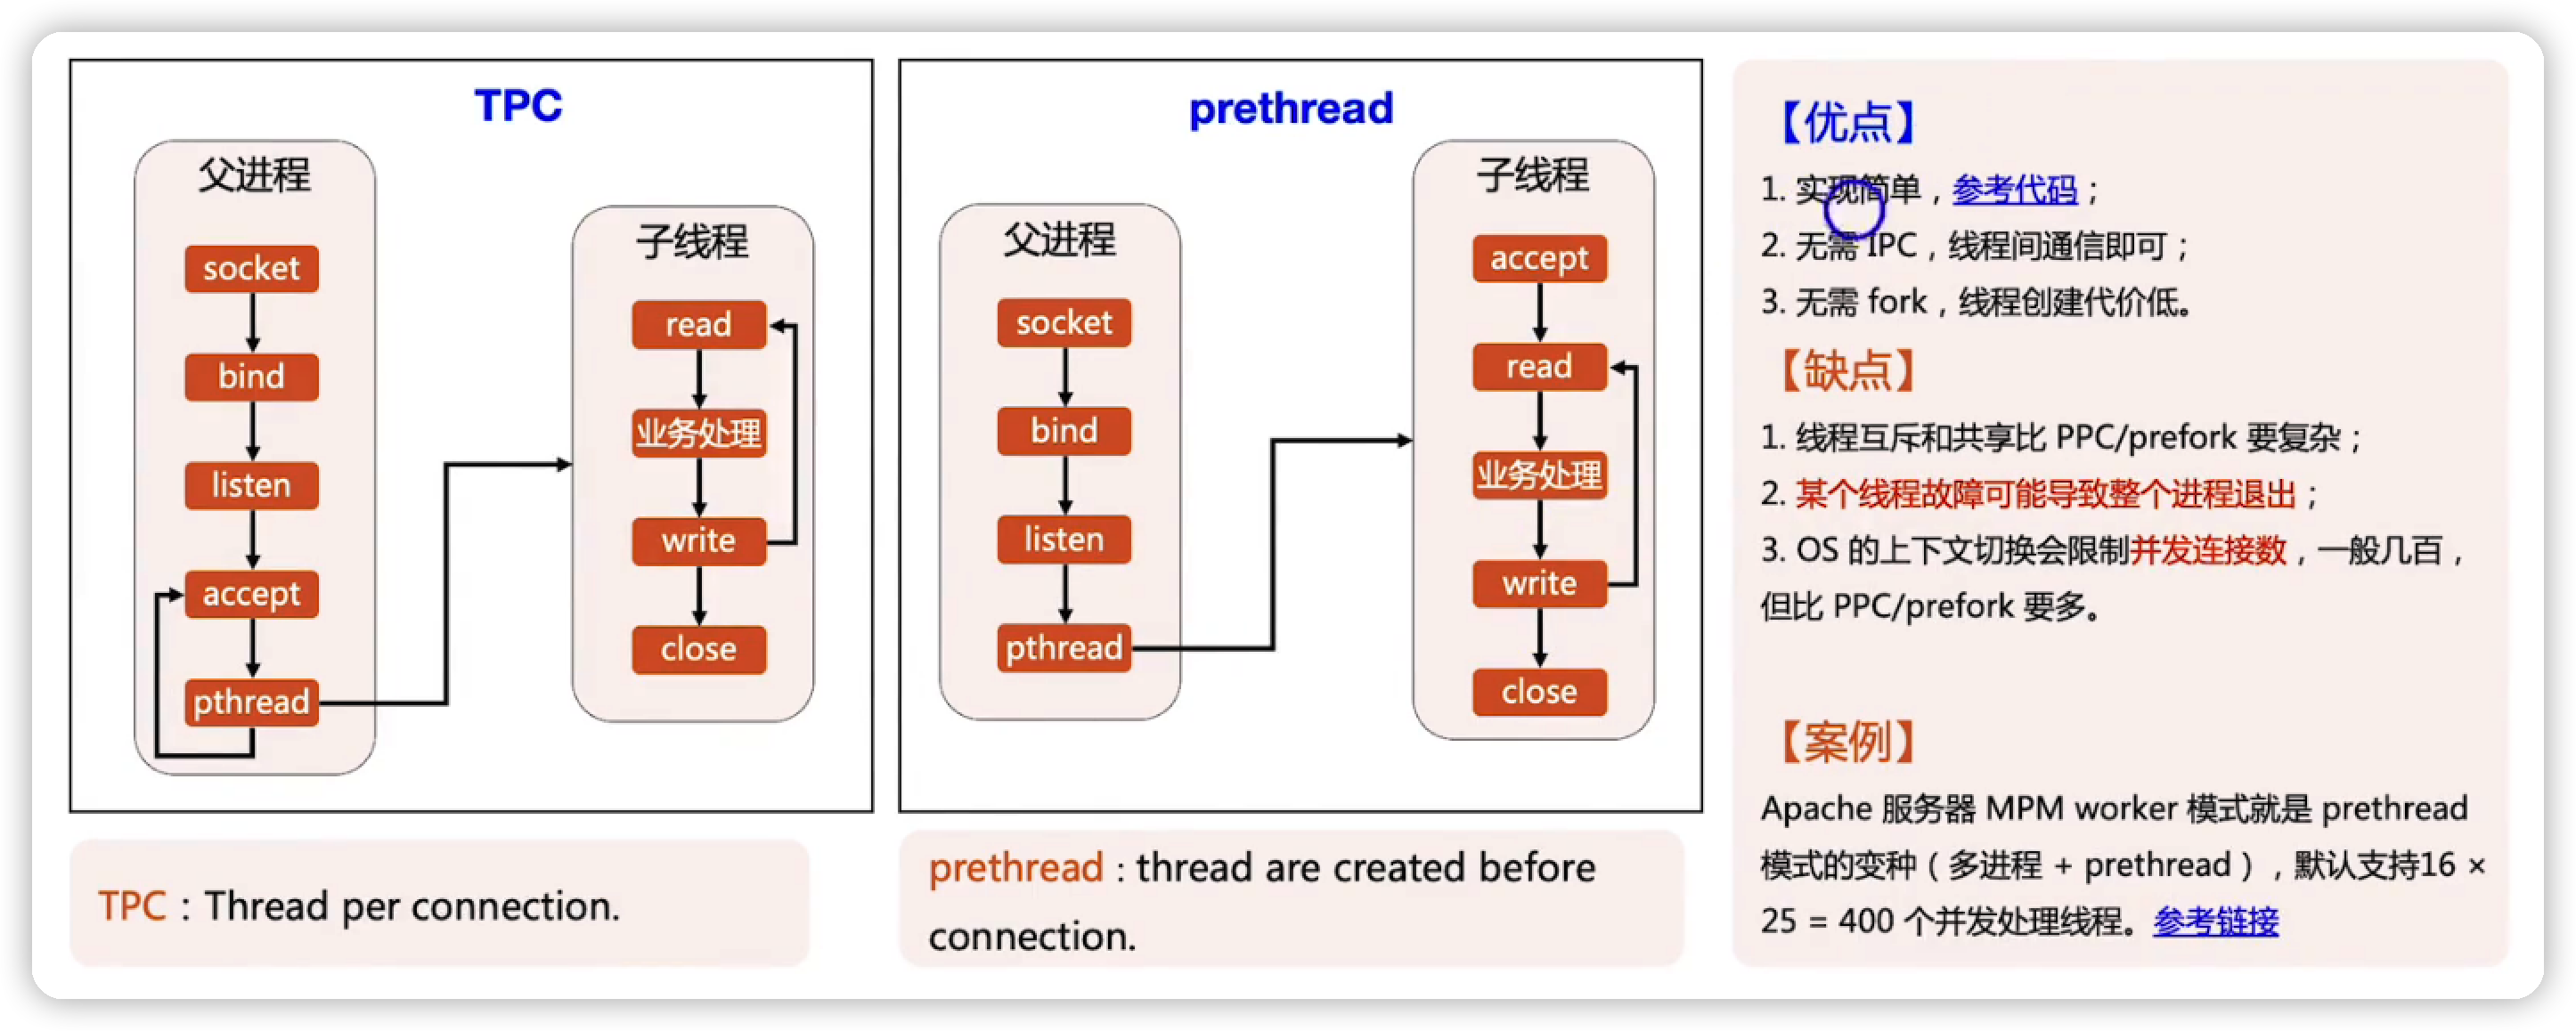 TPC
父进程
socket
bind
listen
accept
pthread
子线程
read
业务处理
write
close
TPC：Thread per connection.
prethread
父进程
socket
bind
listen
pthread
子线程
accept
read
业务处理
write
close
prethread：thread are created before
connection.
【优点】
1. 实现简单，参考代码；
2. 无需 IPC，线程间通信即可；
3. 无需 fork，线程创建代价低。
【缺点】
1. 线程互斥和共享比 PPC/prefork 要复杂；
2. 某个线程故障可能导致整个进程退出；
3. OS 的上下文切换会限制并发连接数，一般几百，
但比 PPC/prefork 要多。
【案例】
Apache 服务器 MPM worker 模式就是 prethread
模式的变种（多进程 + prethread），默认支持16 ×
25 = 400 个并发处理线程。参考链接